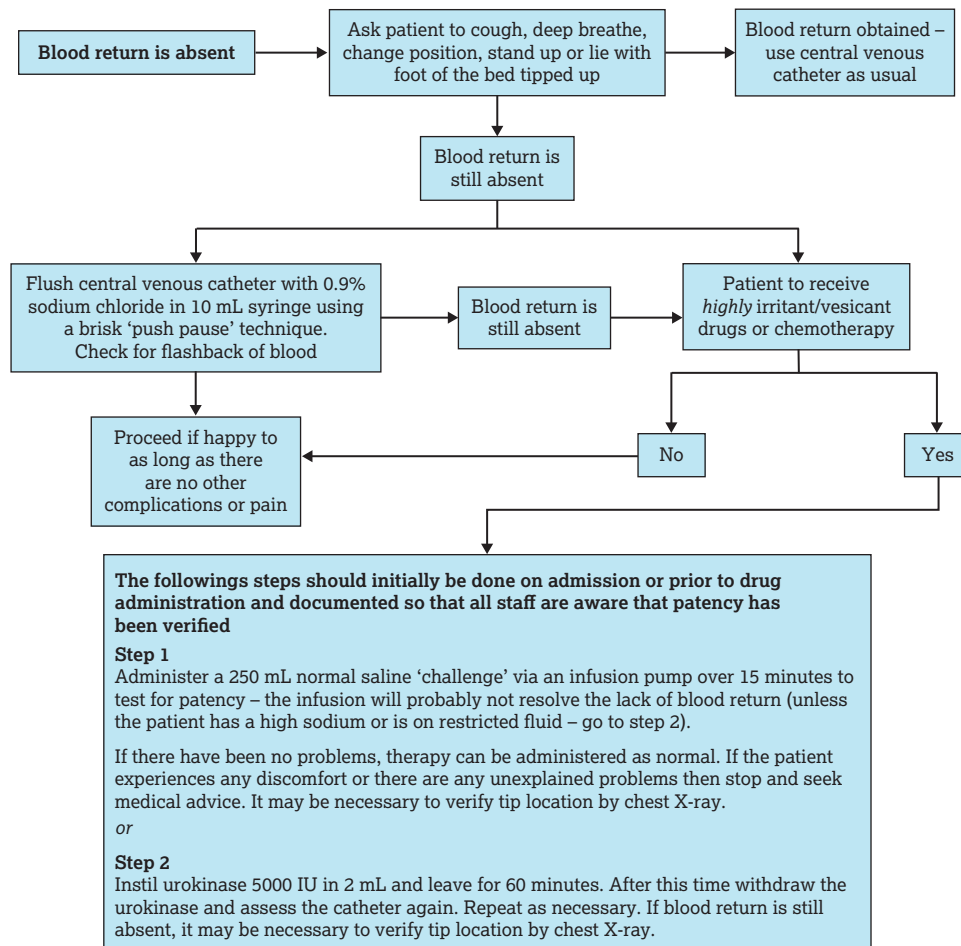 Blood return is absent
Ask patient to cough, deep breathe,
change position, stand up or lie with
foot of the bed tipped up
Blood return obtained –
use central venous
catheter as usual
Blood return is
still absent
Flush central venous catheter with 0.9%
sodium chloride in 10 mL syringe using
a brisk ‘push pause’ technique.
Check for flashback of blood
Blood return is
still absent
Patient to receive
highly irritant/vesicant
drugs or chemotherapy
Proceed if happy to
as long as there
are no other
complications or pain
No
Yes
The followings steps should initially be done on admission or prior to drug
administration and documented so that all staff are aware that patency has
been verified
Step 1
Administer a 250 mL normal saline ‘challenge’ via an infusion pump over 15 minutes to
test for patency – the infusion will probably not resolve the lack of blood return (unless
the patient has a high sodium or is on restricted fluid – go to step 2).
If there have been no problems, therapy can be administered as normal. If the patient
experiences any discomfort or there are any unexplained problems then stop and seek
medical advice. It may be necessary to verify tip location by chest X-ray.
or
Step 2
Instil urokinase 5000 IU in 2 mL and leave for 60 minutes. After this time withdraw the
urokinase and assess the catheter again. Repeat as necessary. If blood return is still
absent, it may be necessary to verify tip location by chest X-ray.